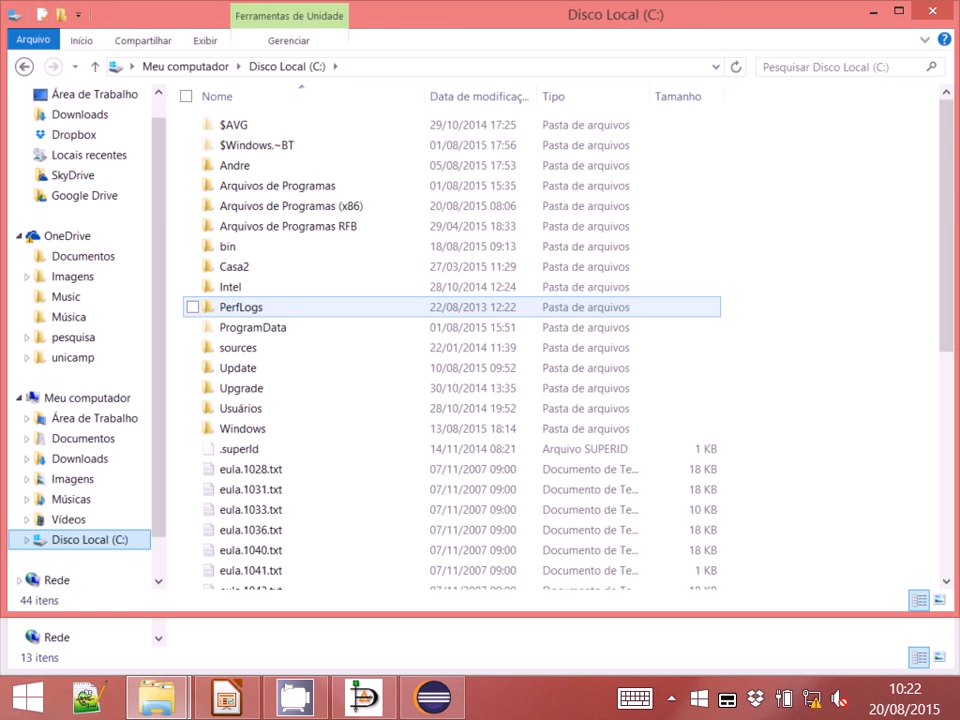 Ferramentas de Unidade
Disco Local (C:)
Arquivo
Início
Compartilhar
Exibir
Gerenciar
Meu computador
Disco Local (C:)
Pesquisar Disco Local (C:)
Área de Trabalho
Downloads
Dropbox
Locais recentes
SkyDrive
Google Drive
OneDrive
Documentos
Imagens
Music
Música
pesquisa
unicamp
Meu computador
Área de Trabalho
Documentos
Downloads
Imagens
Músicas
Vídeos
Disco Local (C:)
Rede
44 itens
Nome Data de modificaç... Tipo Tamanho
$AVG 29/10/2014 17:25 Pasta de arquivos
$Windows.~BT 01/08/2015 17:56 Pasta de arquivos
Andre 05/08/2015 17:53 Pasta de arquivos
Arquivos de Programas 01/08/2015 15:35 Pasta de arquivos
Arquivos de Programas (x86) 20/08/2015 08:06 Pasta de arquivos
Arquivos de Programas RFB 29/04/2015 18:33 Pasta de arquivos
bin 18/08/2015 09:13 Pasta de arquivos
Casa2 27/03/2015 11:29 Pasta de arquivos
Intel 28/10/2014 12:24 Pasta de arquivos
PerfLogs 22/08/2013 12:22 Pasta de arquivos
ProgramData 01/08/2015 15:51 Pasta de arquivos
sources 22/01/2014 11:39 Pasta de arquivos
Update 10/08/2015 09:52 Pasta de arquivos
Upgrade 30/10/2014 13:35 Pasta de arquivos
Usuários 28/10/2014 19:52 Pasta de arquivos
Windows 13/08/2015 18:14 Pasta de arquivos
.superId 14/11/2014 08:21 Arquivo SUPERID 1 KB
eula.1028.txt 07/11/2007 09:00 Documento de Te... 18 KB
eula.1031.txt 07/11/2007 09:00 Documento de Te... 18 KB
eula.1033.txt 07/11/2007 09:00 Documento de Te... 10 KB
eula.1036.txt 07/11/2007 09:00 Documento de Te... 18 KB
eula.1040.txt 07/11/2007 09:00 Documento de Te... 18 KB
eula.1041.txt 07/11/2007 09:00 Documento de Te... 1 KB
Rede
13 itens
10:22
20/08/2015